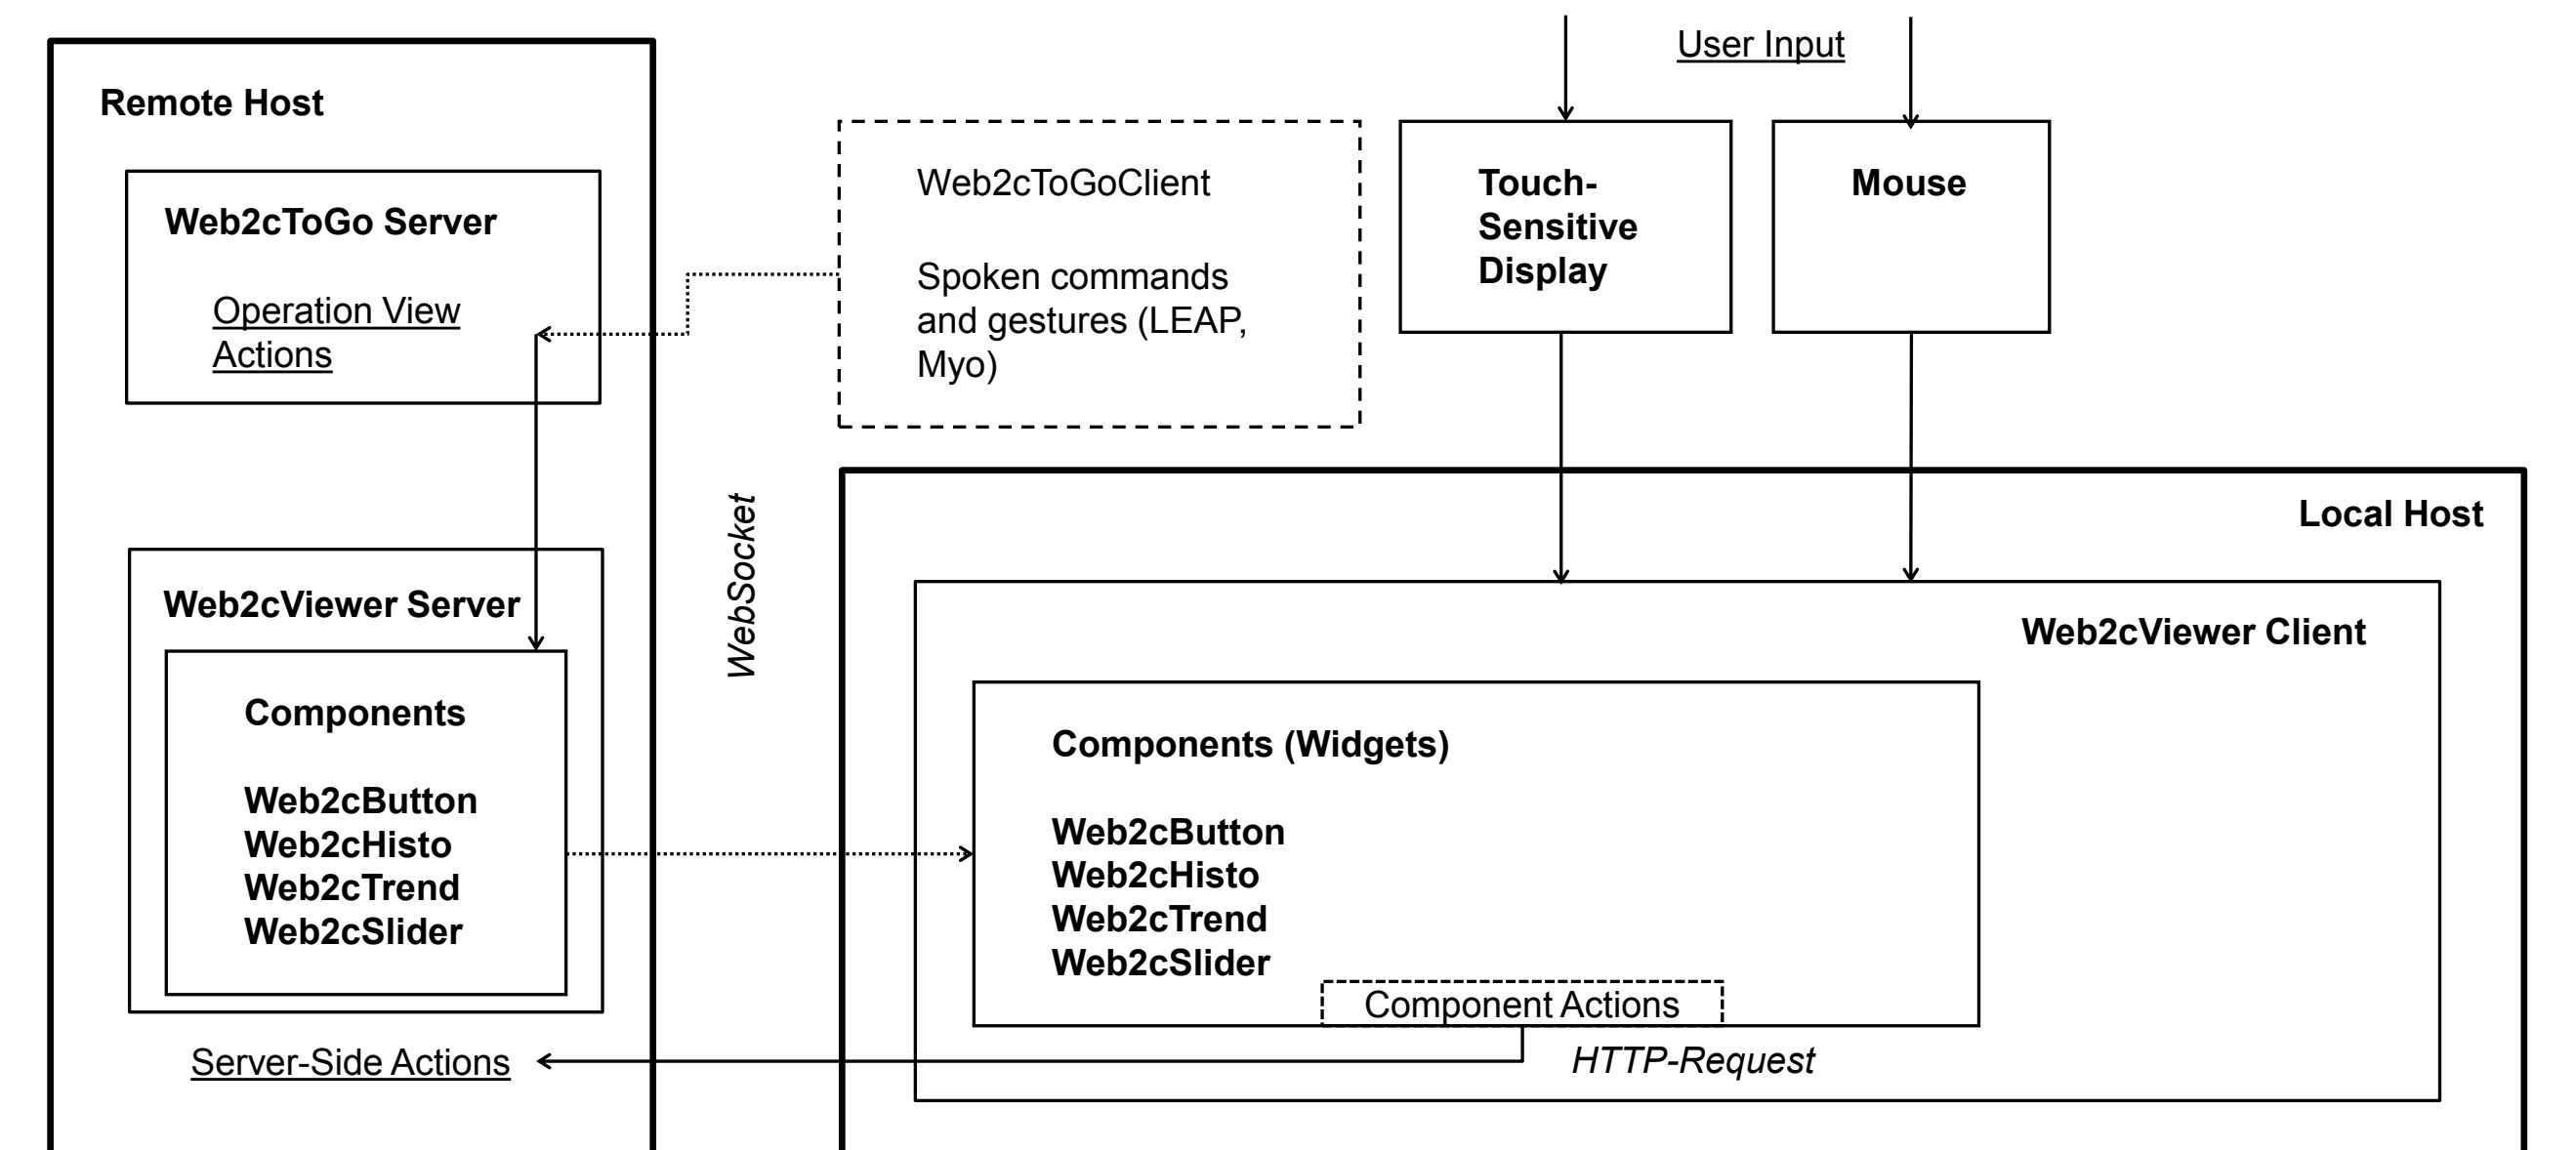 User Input
Remote Host
Web2cToGo Server
Operation View
Actions
Web2cToGoClient
Spoken commands
and gestures (LEAP,
Myo)
Touch-
Sensitive
Display
Mouse
WebSocket
Local Host
Web2cViewer Server
Components
Web2cButton
Web2cHisto
Web2cTrend
Web2cSlider
Server-Side Actions
Web2cViewer Client
Components (Widgets)
Web2cButton
Web2cHisto
Web2cTrend
Web2cSlider
Component Actions
HTTP-Request